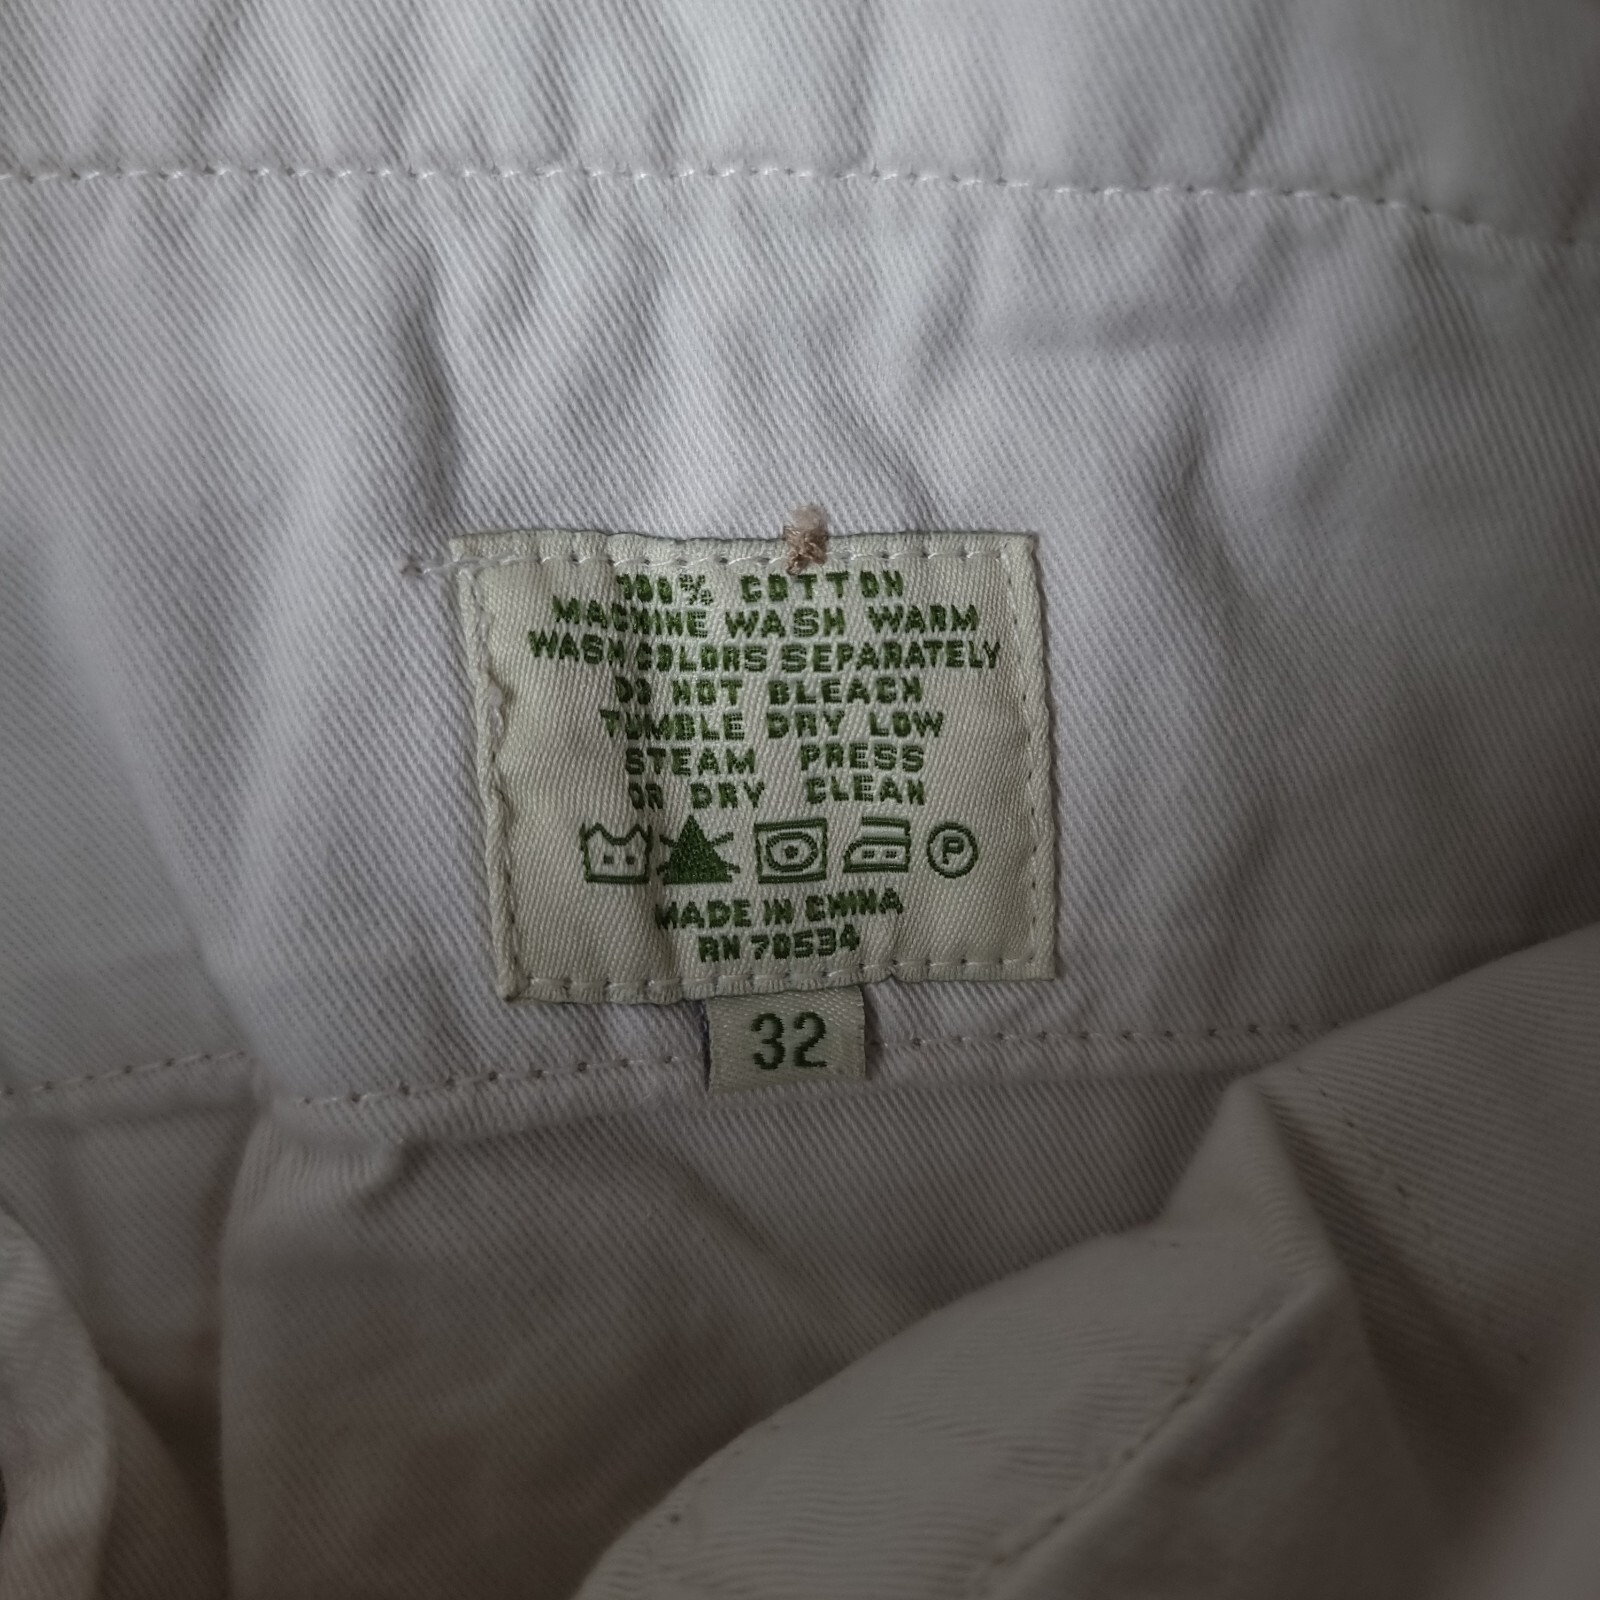 100% COTTON
MACHINE WASH WARM
WASH COLORS SEPARATELY
DO NOT BLEACH
TUMBLE DRY LOW
STEAM PRESS
OR DRY CLEAN
P
MADE IN CHINA
RN 70534
32